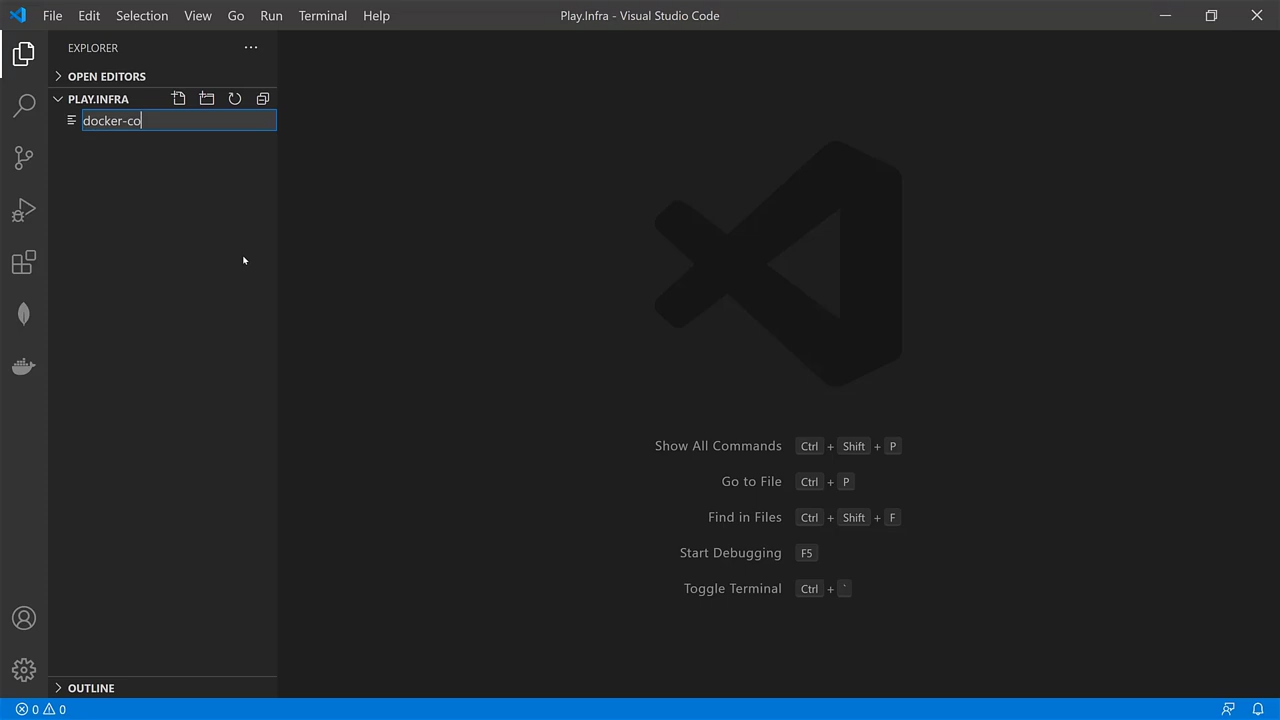 File Edit Selection View Go Run Terminal Help
Play.Infra - Visual Studio Code
EXPLORER
OPEN EDITORS
PLAY.INFRA
docker-co
Show All Commands Ctrl + Shift + P
Go to File Ctrl + P
Find in Files Ctrl + Shift + F
Start Debugging F5
Toggle Terminal Ctrl + `
OUTLINE
0 0